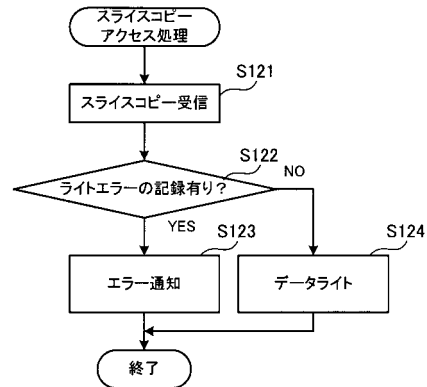 スライスコピー
アクセス処理
S121
スライスコピー受信
S122
ライトエラーの記録有り?
NO
YES
S123
S124
エラー通知
データライト
終了